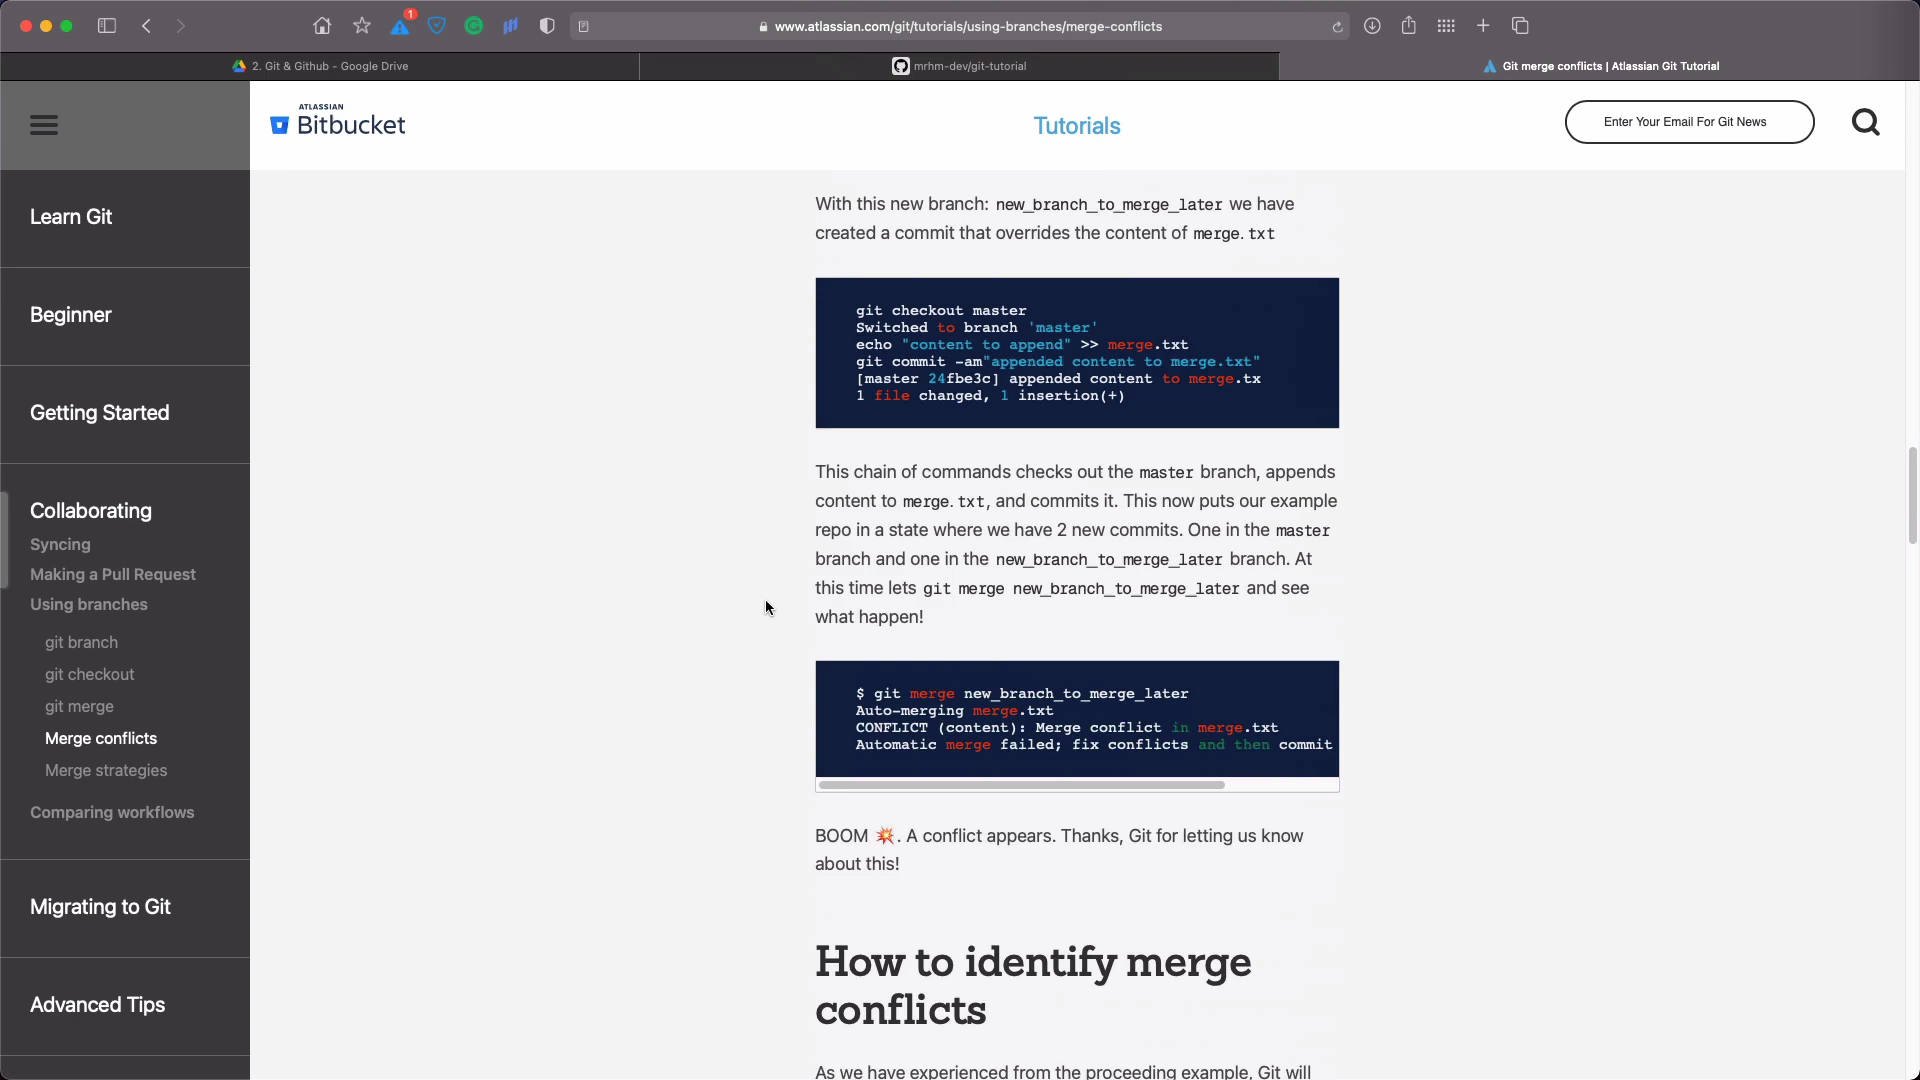 1
www.atlassian.com/git/tutorials/using-branches/merge-conflicts
2. Git & Github - Google Drive
mrhm-dev/git-tutorial
Git merge conflicts | Atlassian Git Tutorial
ATLASSIAN
Bitbucket
Tutorials
Enter Your Email For Git News
Learn Git
Beginner
Getting Started
Collaborating
Syncing
Making a Pull Request
Using branches
git branch
git checkout
git merge
Merge conflicts
Merge strategies
Comparing workflows
Migrating to Git
Advanced Tips
With this new branch: new_branch_to_merge_later we have
created a commit that overrides the content of merge.txt
git checkout master
Switched to branch 'master'
echo "content to append" >> merge.txt
git commit -am"appended content to merge.txt"
[master 24fbe3c] appended content to merge.tx
1 file changed, 1 insertion(+)
This chain of commands checks out the master branch, appends
content to merge.txt, and commits it. This now puts our example
repo in a state where we have 2 new commits. One in the master
branch and one in the new_branch_to_merge_later branch. At
this time lets git merge new_branch_to_merge_later and see
what happen!
$ git merge new_branch_to_merge_later
Auto-merging merge.txt
CONFLICT (content): Merge conflict in merge.txt
Automatic merge failed; fix conflicts and then commit
BOOM 💥. A conflict appears. Thanks, Git for letting us know
about this!
How to identify merge
conflicts
As we have experienced from the proceeding example, Git will